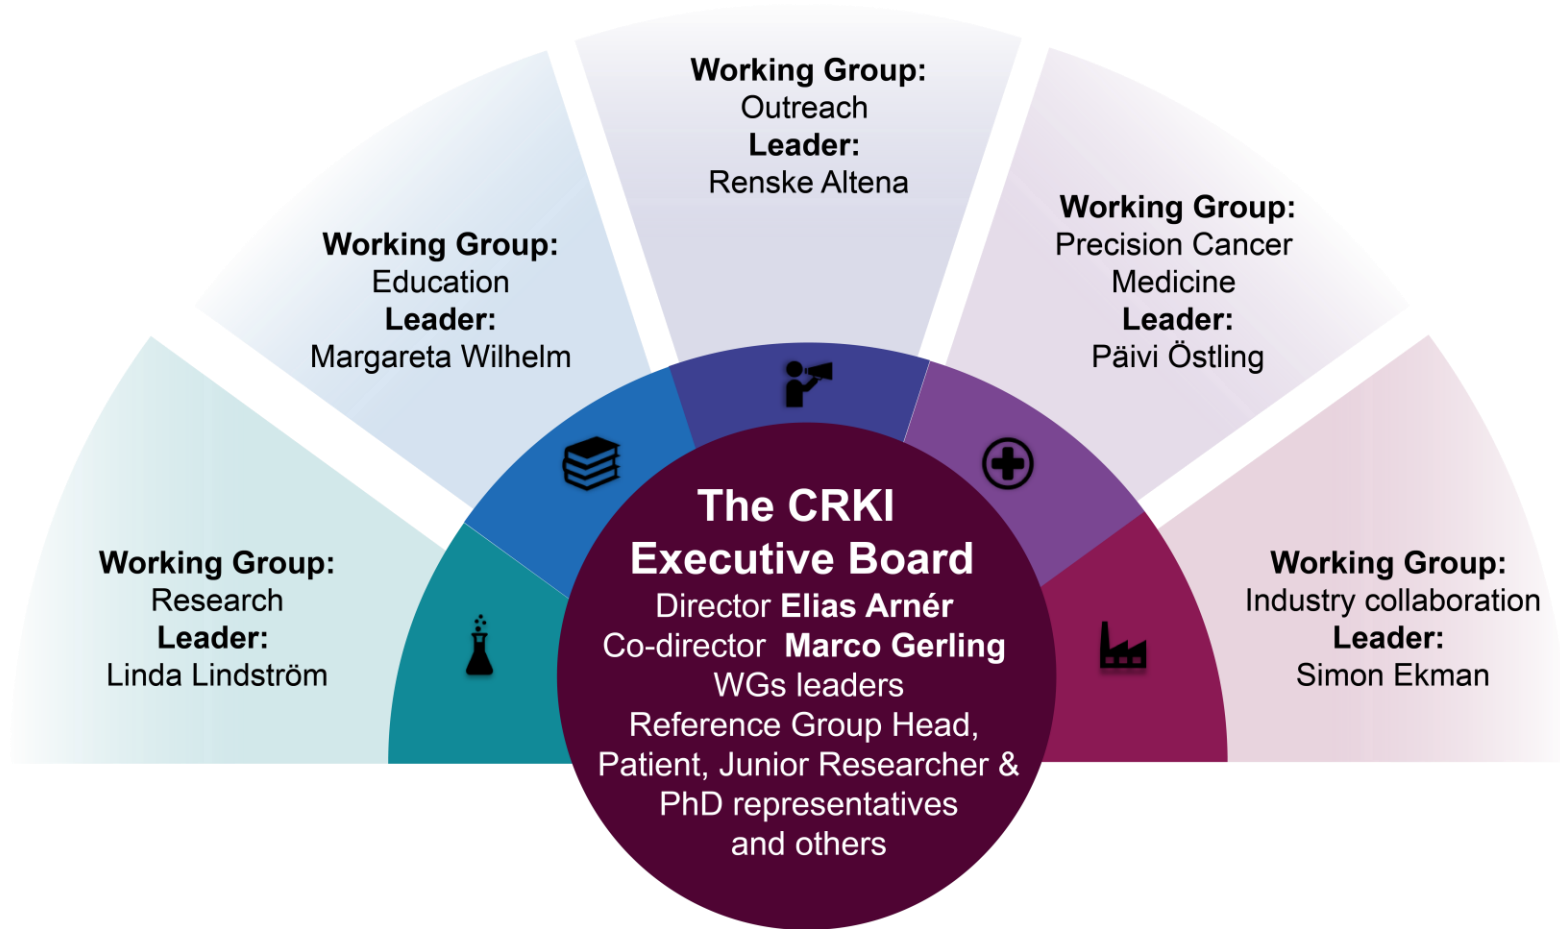 Working Group:
Research
Leader:
Linda Lindström
Working Group:
Education
Leader:
Margareta Wilhelm
Working Group:
Outreach
Leader:
Renske Altena
Working Group:
Precision Cancer
Medicine
Leader:
Päivi Östling
Working Group:
Industry collaboration
Leader:
Simon Ekman
The CRKI
Executive Board
Director Elias Arnér
Co-director Marco Gerling
WGs leaders
Reference Group Head,
Patient, Junior Researcher &
PhD representatives
and others